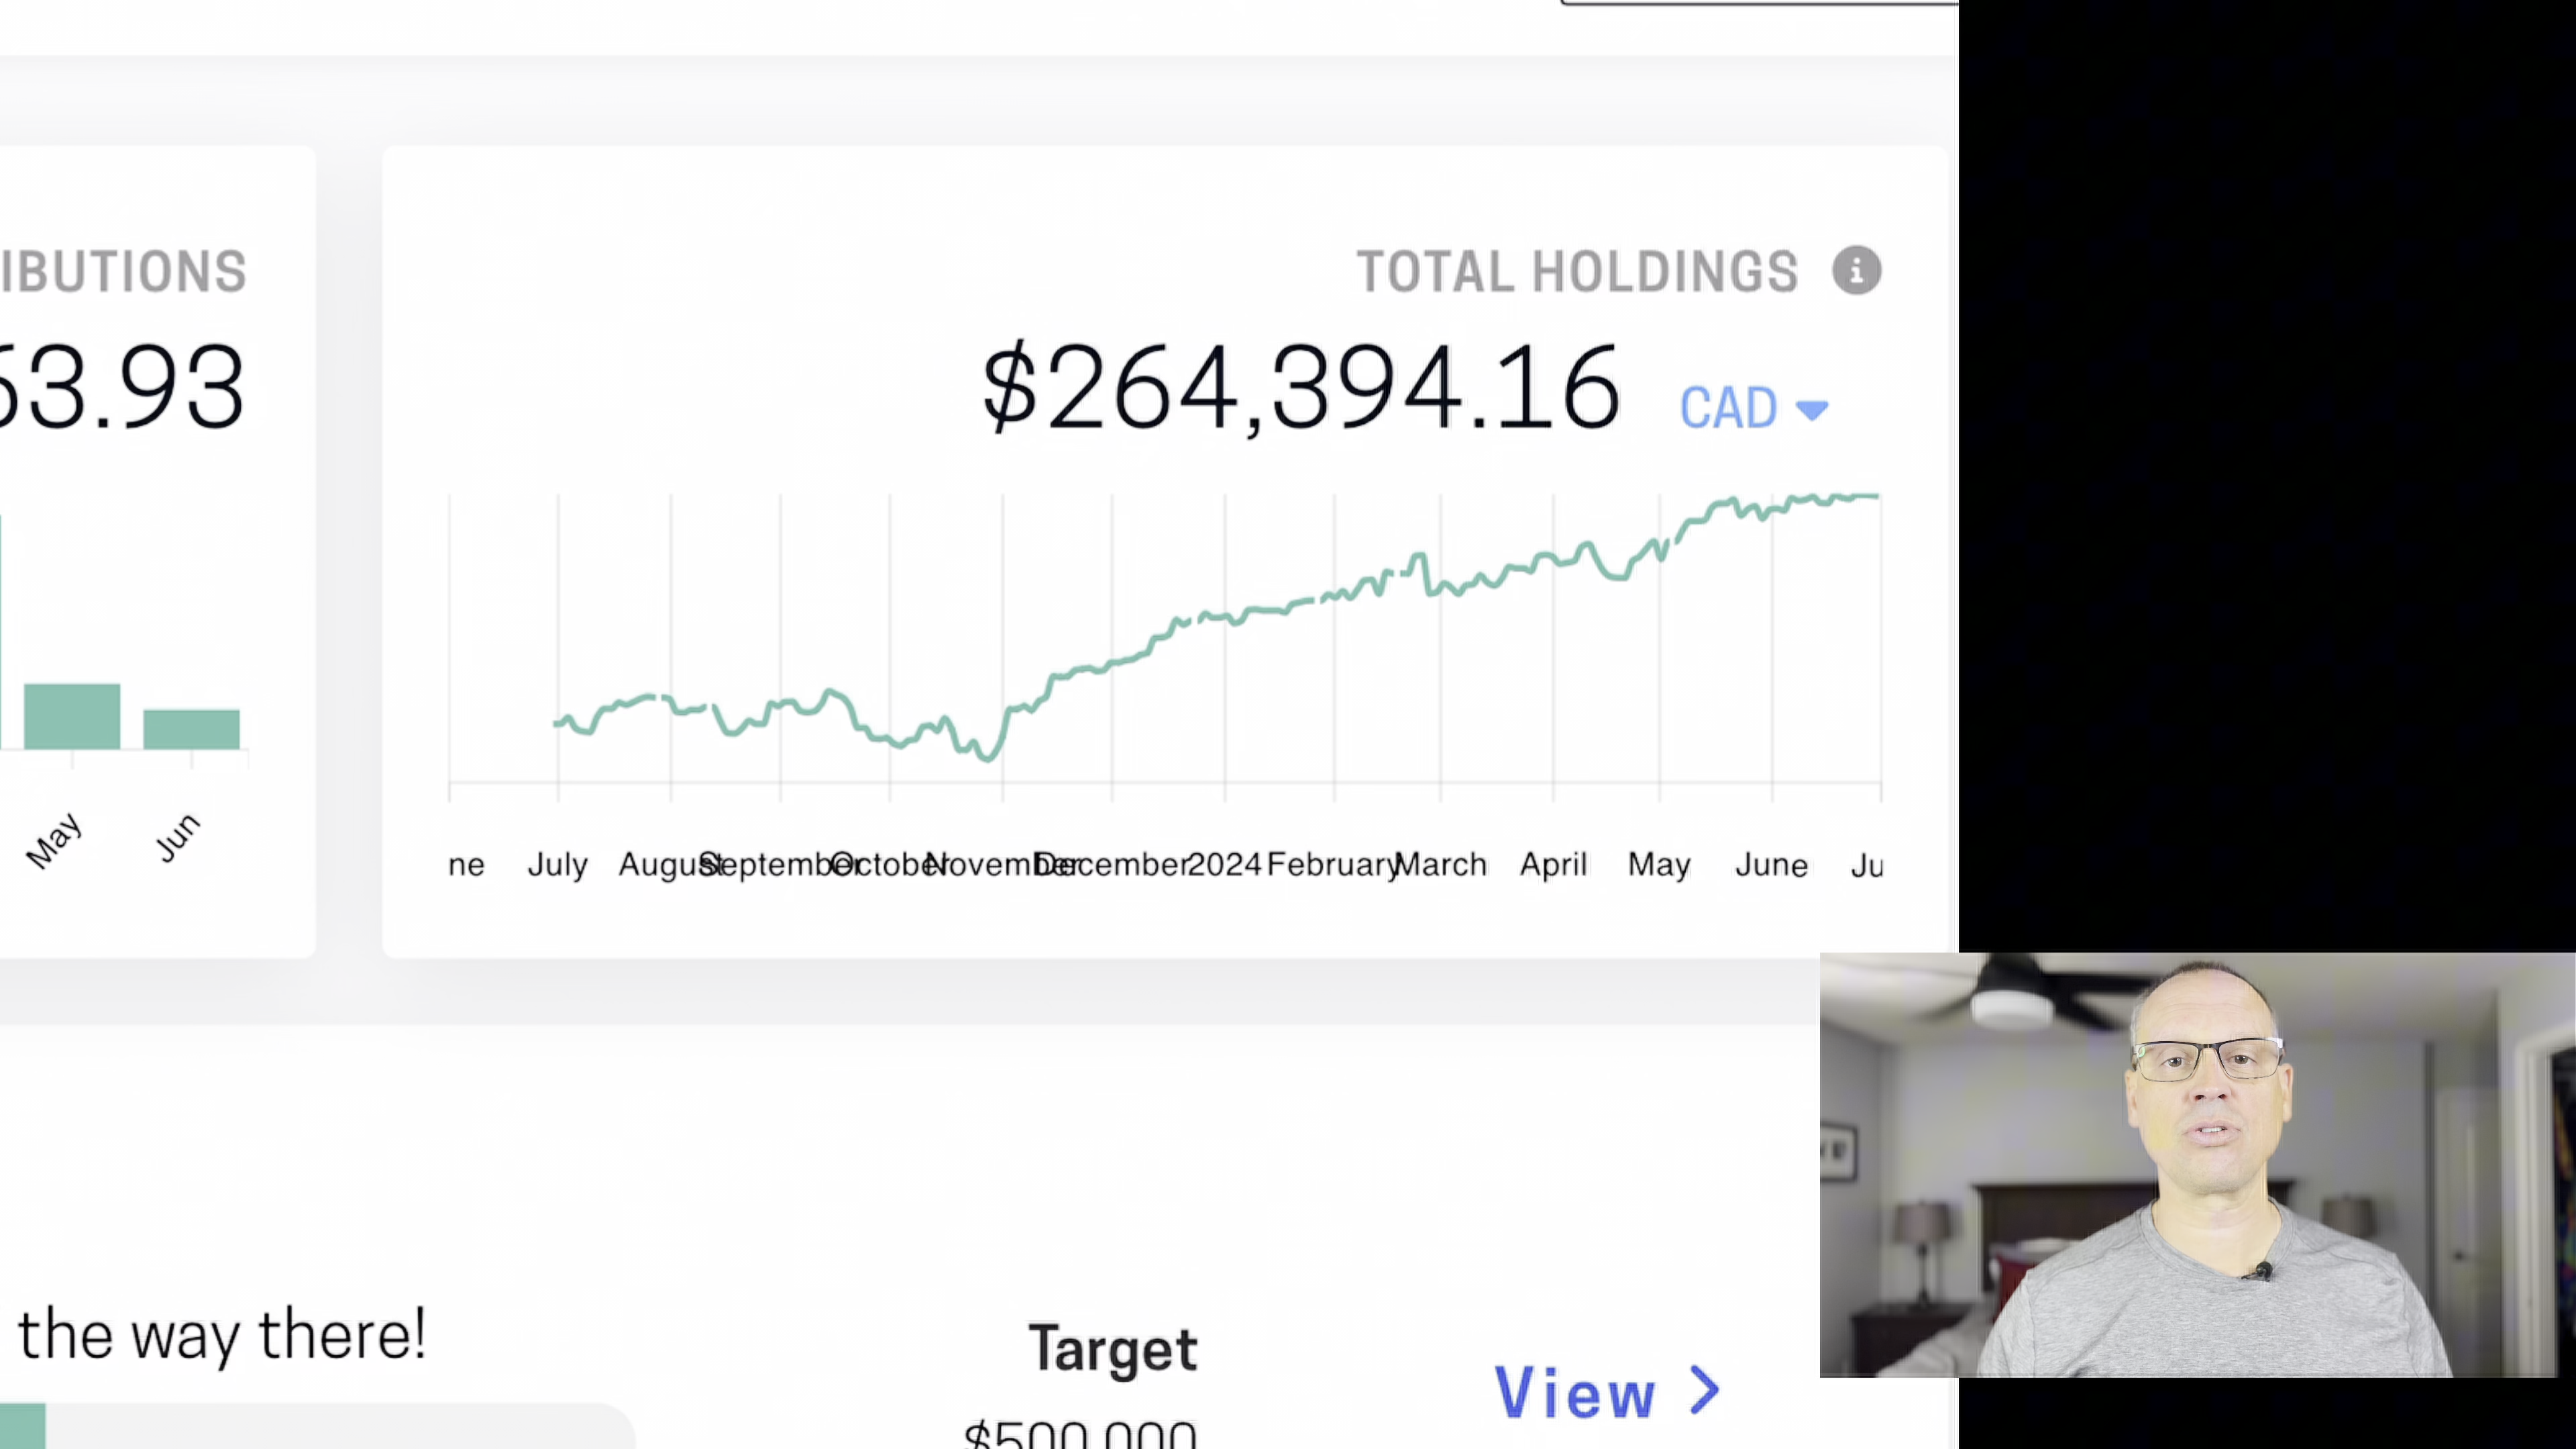 IBUTIONS
63.93
May
Jun
TOTAL HOLDINGS
$264,394.16 CAD
ne July August September October November December 2024 February March April May June Ju
the way there!
Target
$500,000
View